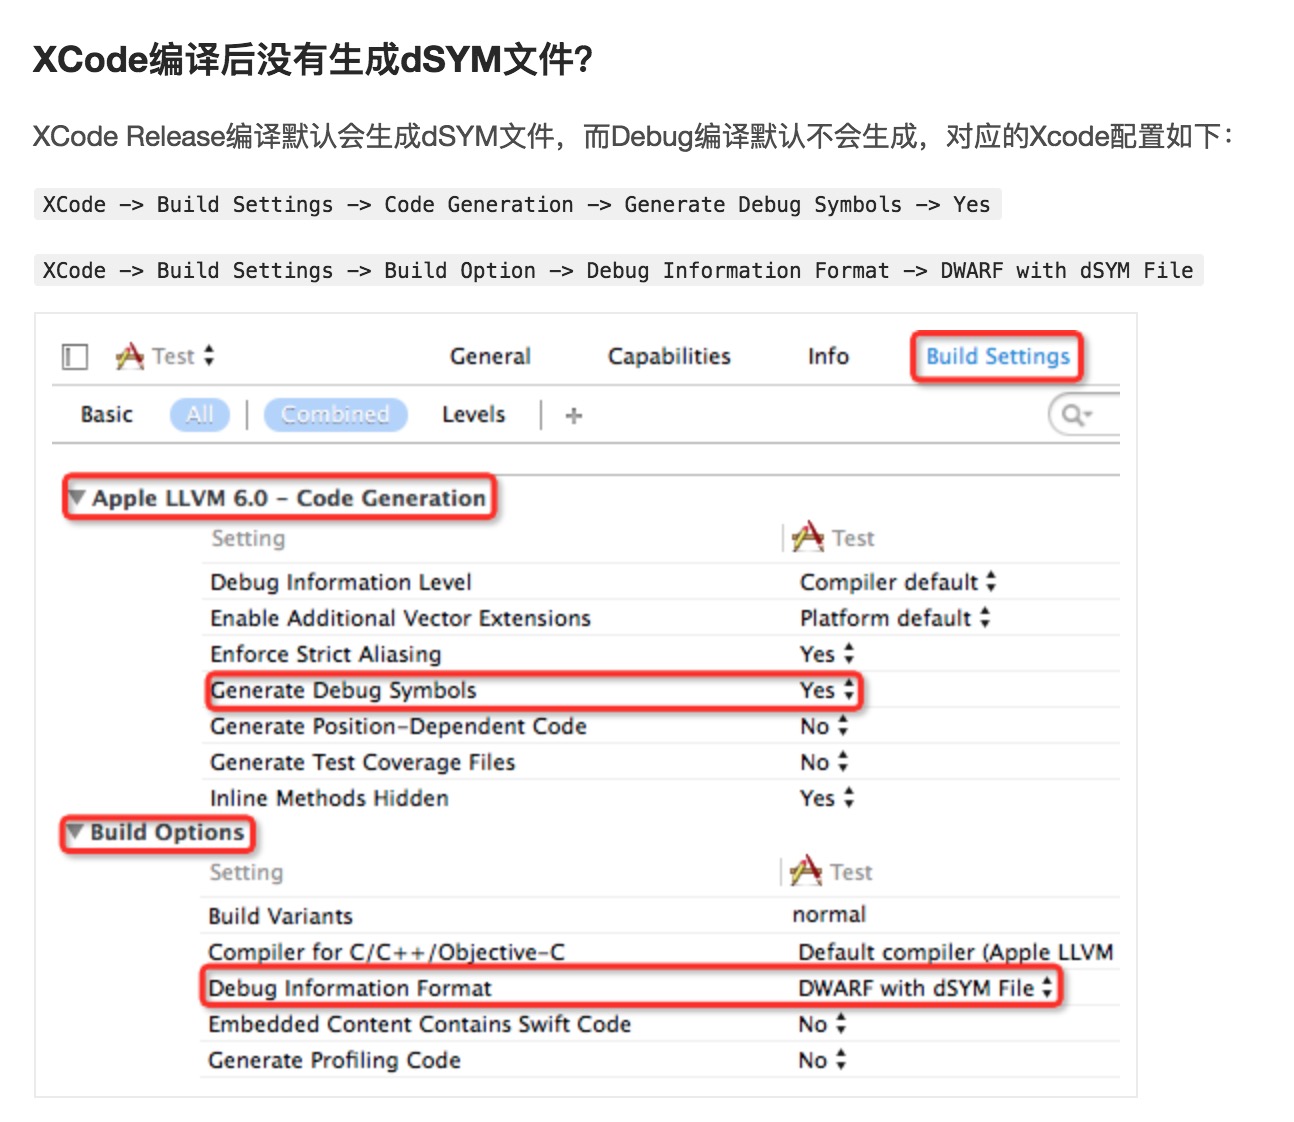 XCode编译后没有生成dSYM文件？
XCode Release编译默认会生成dSYM文件，而Debug编译默认不会生成，对应的Xcode配置如下：
XCode -> Build Settings -> Code Generation -> Generate Debug Symbols -> Yes
XCode -> Build Settings -> Build Option -> Debug Information Format -> DWARF with dSYM File
Test General Capabilities Info Build Settings
Basic All Combined Levels +
Apple LLVM 6.0 - Code Generation
Setting Test
Debug Information Level Compiler default
Enable Additional Vector Extensions Platform default
Enforce Strict Aliasing Yes
Generate Debug Symbols Yes
Generate Position-Dependent Code No
Generate Test Coverage Files No
Inline Methods Hidden Yes
Build Options
Setting Test
Build Variants normal
Compiler for C/C++/Objective-C Default compiler (Apple LLVM
Debug Information Format DWARF with dSYM File
Embedded Content Contains Swift Code No
Generate Profiling Code No